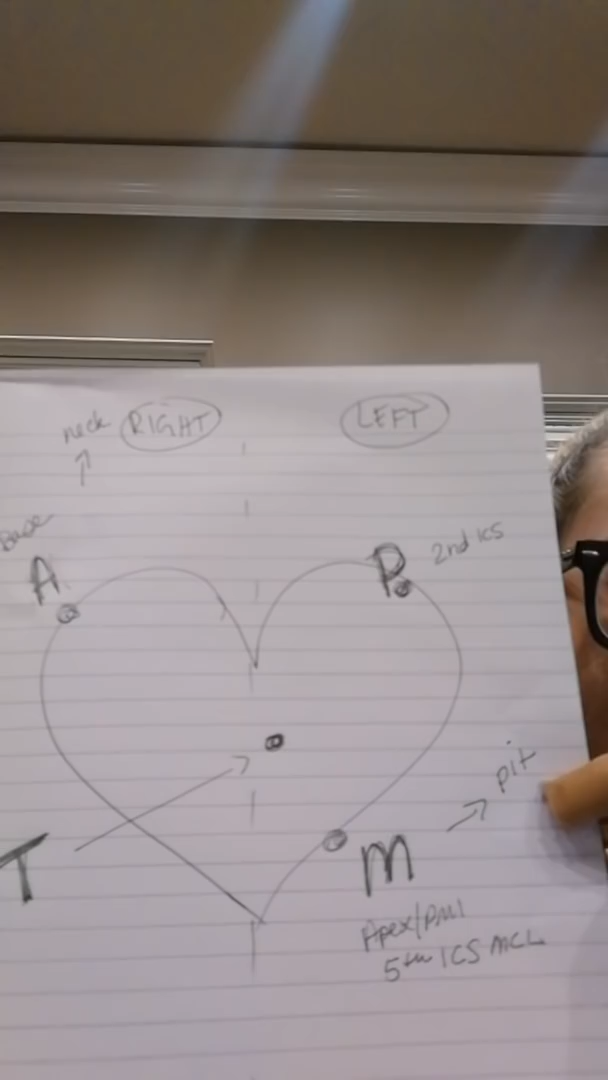 neck RIGHT
LEFT
Base
A
P 2nd ICS
T
M
pit
Apex/PMI
5th ICS MCL